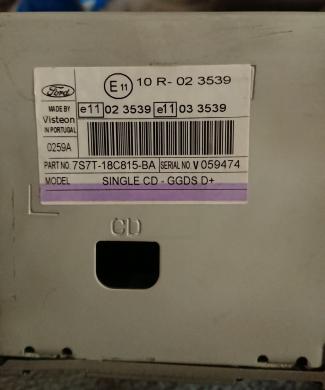 Ford
E 11 10 R- 02 3539
MADE BY
Visteon
IN PORTUGAL
e11 02 3539 e11 03 3539
0259A
PART NO. 7S7T-18C815-BA SERIAL NO. V 059474
MODEL SINGLE CD - GGDS D+
CD